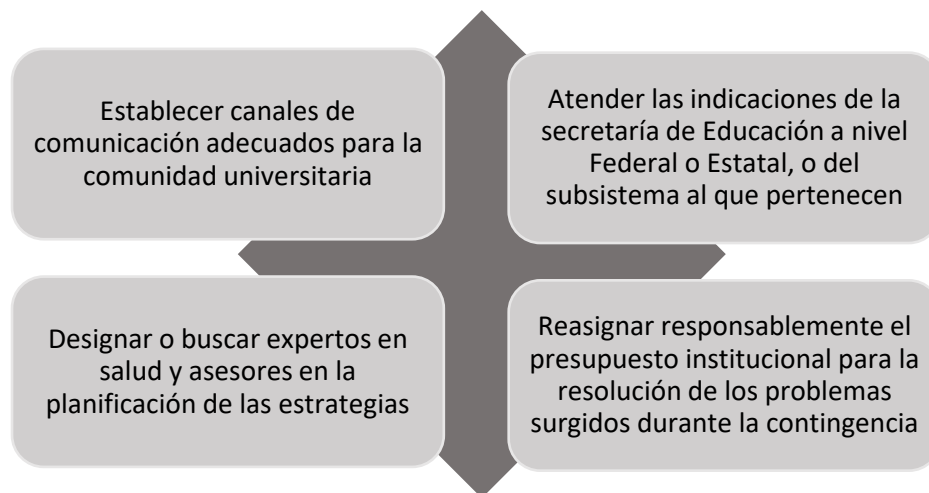 Establecer canales de
comunicación adecuados para la
comunidad universitaria
Atender las indicaciones de la
secretaría de Educación a nivel
Federal o Estatal, o del
subsistema al que pertenecen
Designar o buscar expertos en
salud y asesores en la
planificación de las estrategias
Reasignar responsablemente el
presupuesto institucional para la
resolución de los problemas
surgidos durante la contingencia